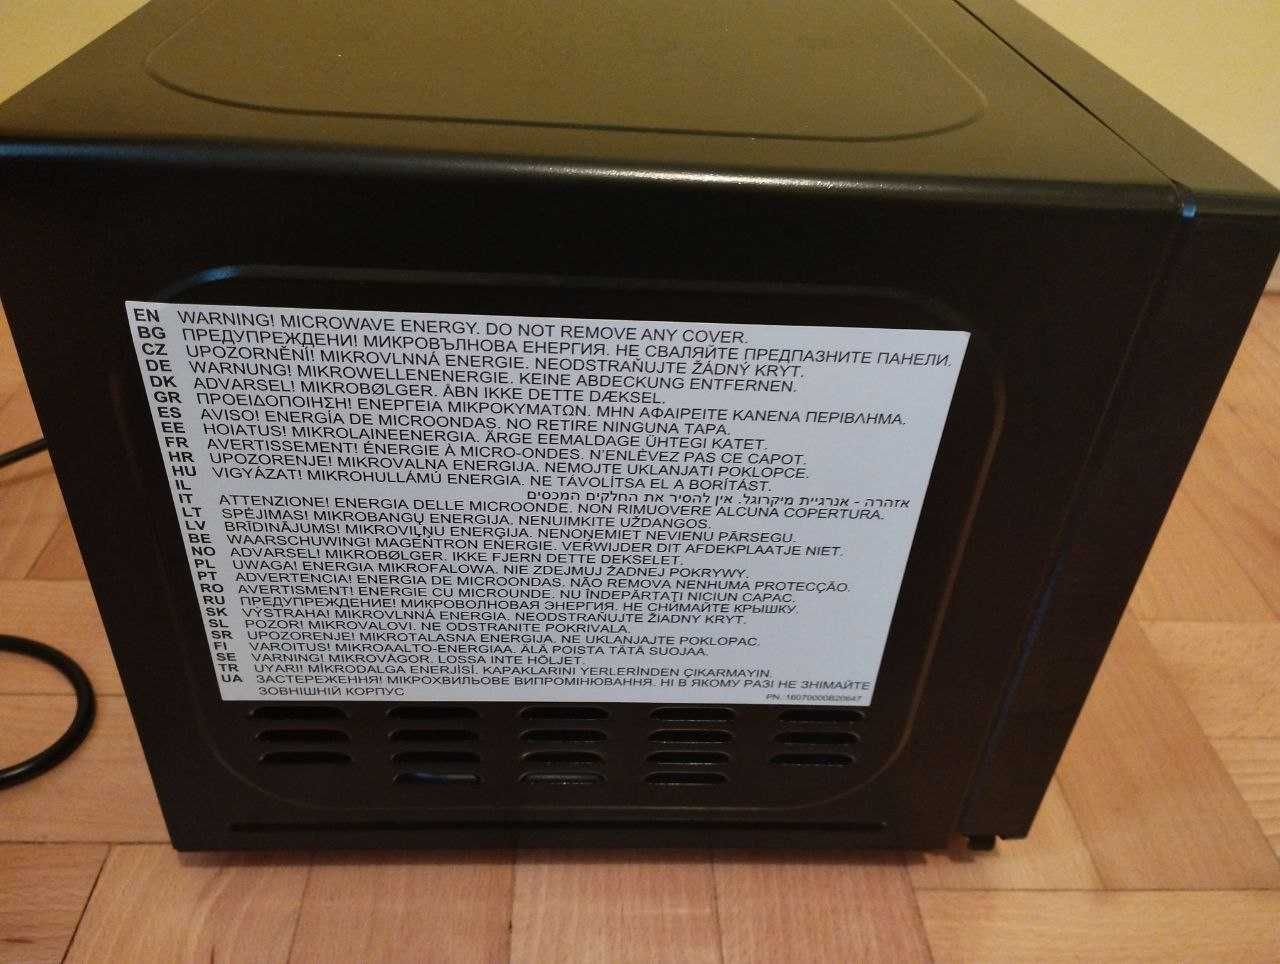 EN WARNING! MICROWAVE ENERGY. DO NOT REMOVE ANY COVER.
BG ПРЕДУПРЕЖДЕНИ! МИКРОВЪЛНОВА ЕНЕРГИЯ. НЕ СВАЛЯЙТЕ ПРЕДПАЗНИТЕ ПАНЕЛИ.
CZ UPOZORNĚNÍ! MIKROVLNNÁ ENERGIE. NEODSTRAŇUJTE ŽÁDNÝ KRYT.
DE WARNUNG! MIKROWELLENENERGIE. KEINE ABDECKUNG ENTFERNEN.
DK ADVARSEL! MIKROBØLGER. ÅBN IKKE DETTE DÆKSEL.
GR ΠΡΟΕΙΔΟΠΟΙΗΣΗ! ΕΝΕΡΓΕΙΑ ΜΙΚΡΟΚΥΜΑΤΩΝ. ΜΗΝ ΑΦΑΙΡΕΙΤΕ ΚΑΝΕΝΑ ΠΕΡΙΒΛΗΜΑ.
ES AVISO! ENERGÍA DE MICROONDAS. NO RETIRE NINGUNA TAPA.
EE HOIATUS! MIKROLAINEENERGIA. ÄRGE EEMALDAGE ÜHTEGI KATET.
FR AVERTISSEMENT! ÉNERGIE À MICRO-ONDES. N'ENLÈVEZ PAS CE CAPOT.
HR UPOZORENJE! MIKROVALNA ENERGIJA. NEMOJTE UKLANJATI POKLOPCE.
HU VIGYÁZAT! MIKROHULLÁMÚ ENERGIA. NE TÁVOLÍTSA EL A BORÍTÁST.
IL אזהרה - אנרגיית מיקרוגל. אין להסיר את החלקים המכסים
IT ATTENZIONE! ENERGIA DELLE MICROONDE. NON RIMUOVERE ALCUNA COPERTURA.
LT SPĖJIMAS! MIKROBANGŲ ENERGIJA. NENUIMKITE UŽDANGOS.
LV BRĪDINĀJUMS! MIKROVIĻŅU ENERĢIJA. NENOŅEMIET NEVIENU PĀRSEGU.
BE WAARSCHUWING! MAGENTRON ENERGIE. VERWIJDER DIT AFDEKPLAATJE NIET.
NO ADVARSEL! MIKROBØLGER. IKKE FJERN DETTE DEKSELET.
PL UWAGA! ENERGIA MIKROFALOWA. NIE ZDEJMUJ ŻADNEJ POKRYWY.
PT ADVERTENCIA! ENERGIA DE MICROONDAS. NÃO REMOVA NENHUMA PROTECÇÃO.
RO AVERTISMENT! ENERGIE CU MICROUNDE. NU ÎNDEPĂRTAȚI NICIUN CAPAC.
RU ПРЕДУПРЕЖДЕНИЕ! МИКРОВОЛНОВАЯ ЭНЕРГИЯ. НЕ СНИМАЙТЕ КРЫШКУ.
SK VÝSTRAHA! MIKROVLNNÁ ENERGIA. NEODSTRAŇUJTE ŽIADNY KRYT.
SL POZOR! MIKROVALOVI. NE ODSTRANITE POKRIVALA.
SR UPOZORENJE! MIKROTALASNA ENERGIJA. NE UKLANJAJTE POKLOPAC.
FI VAROITUS! MIKROAALTO-ENERGIAA. ÄLÄ POISTA TÄTÄ SUOJAA.
SE VARNING! MIKROVÅGOR. LOSSA INTE HÖLJET.
TR UYARI! MIKRODALGA ENERJİSİ. KAPAKLARINI YERLERİNDEN ÇIKARMAYIN.
UA ЗАСТЕРЕЖЕННЯ! МІКРОХВИЛЬОВЕ ВИПРОМІНЮВАННЯ. НІ В ЯКОМУ РАЗІ НЕ ЗНІМАЙТЕ
ЗОВНІШНІЙ КОРПУС
PN. 16070000B20647